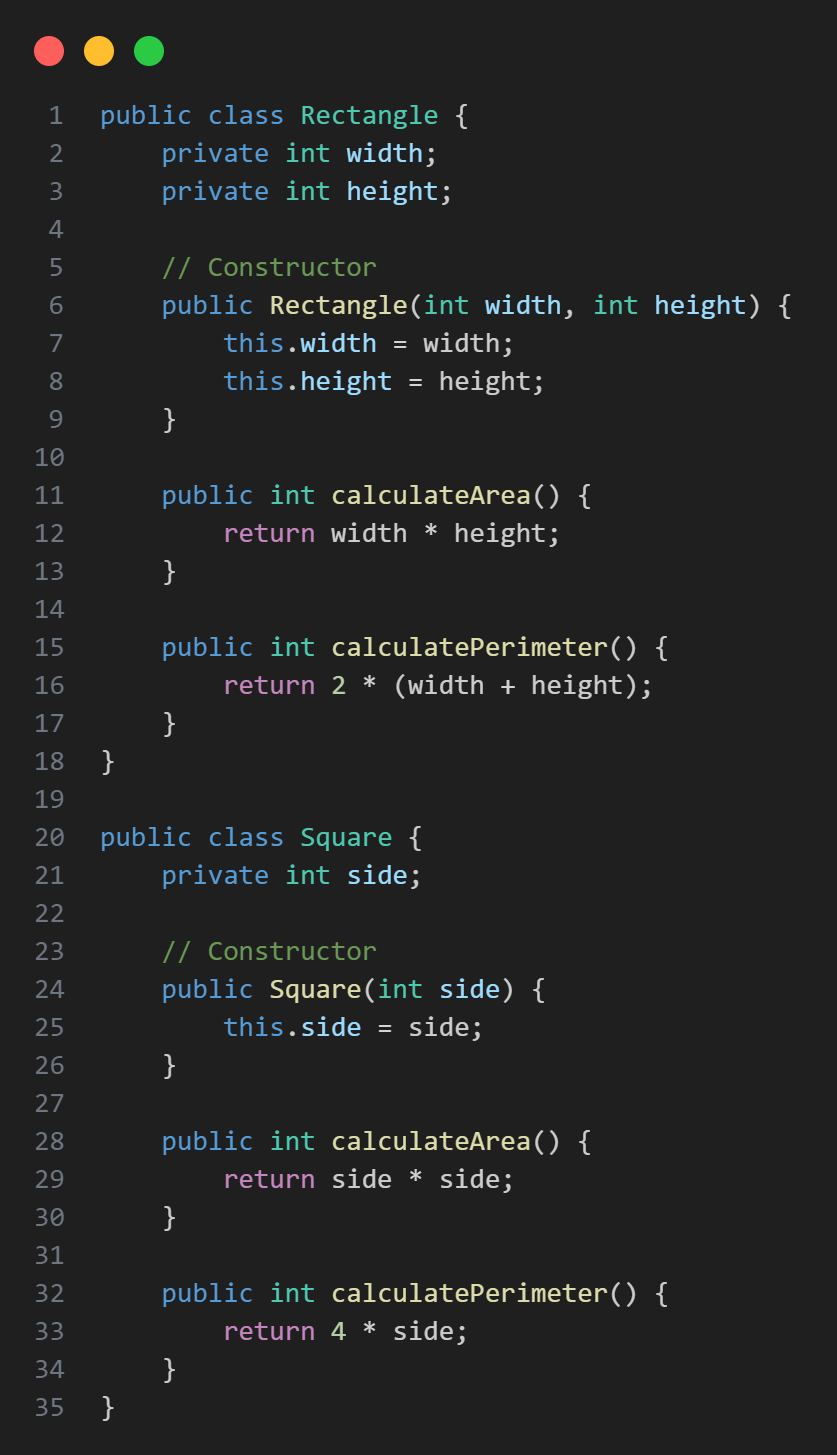 1 public class Rectangle {
2     private int width;
3     private int height;
4
5     // Constructor
6     public Rectangle(int width, int height) {
7         this.width = width;
8         this.height = height;
9     }
10
11     public int calculateArea() {
12         return width * height;
13     }
14
15     public int calculatePerimeter() {
16         return 2 * (width + height);
17     }
18 }
19
20 public class Square {
21     private int side;
22
23     // Constructor
24     public Square(int side) {
25         this.side = side;
26     }
27
28     public int calculateArea() {
29         return side * side;
30     }
31
32     public int calculatePerimeter() {
33         return 4 * side;
34     }
35 }